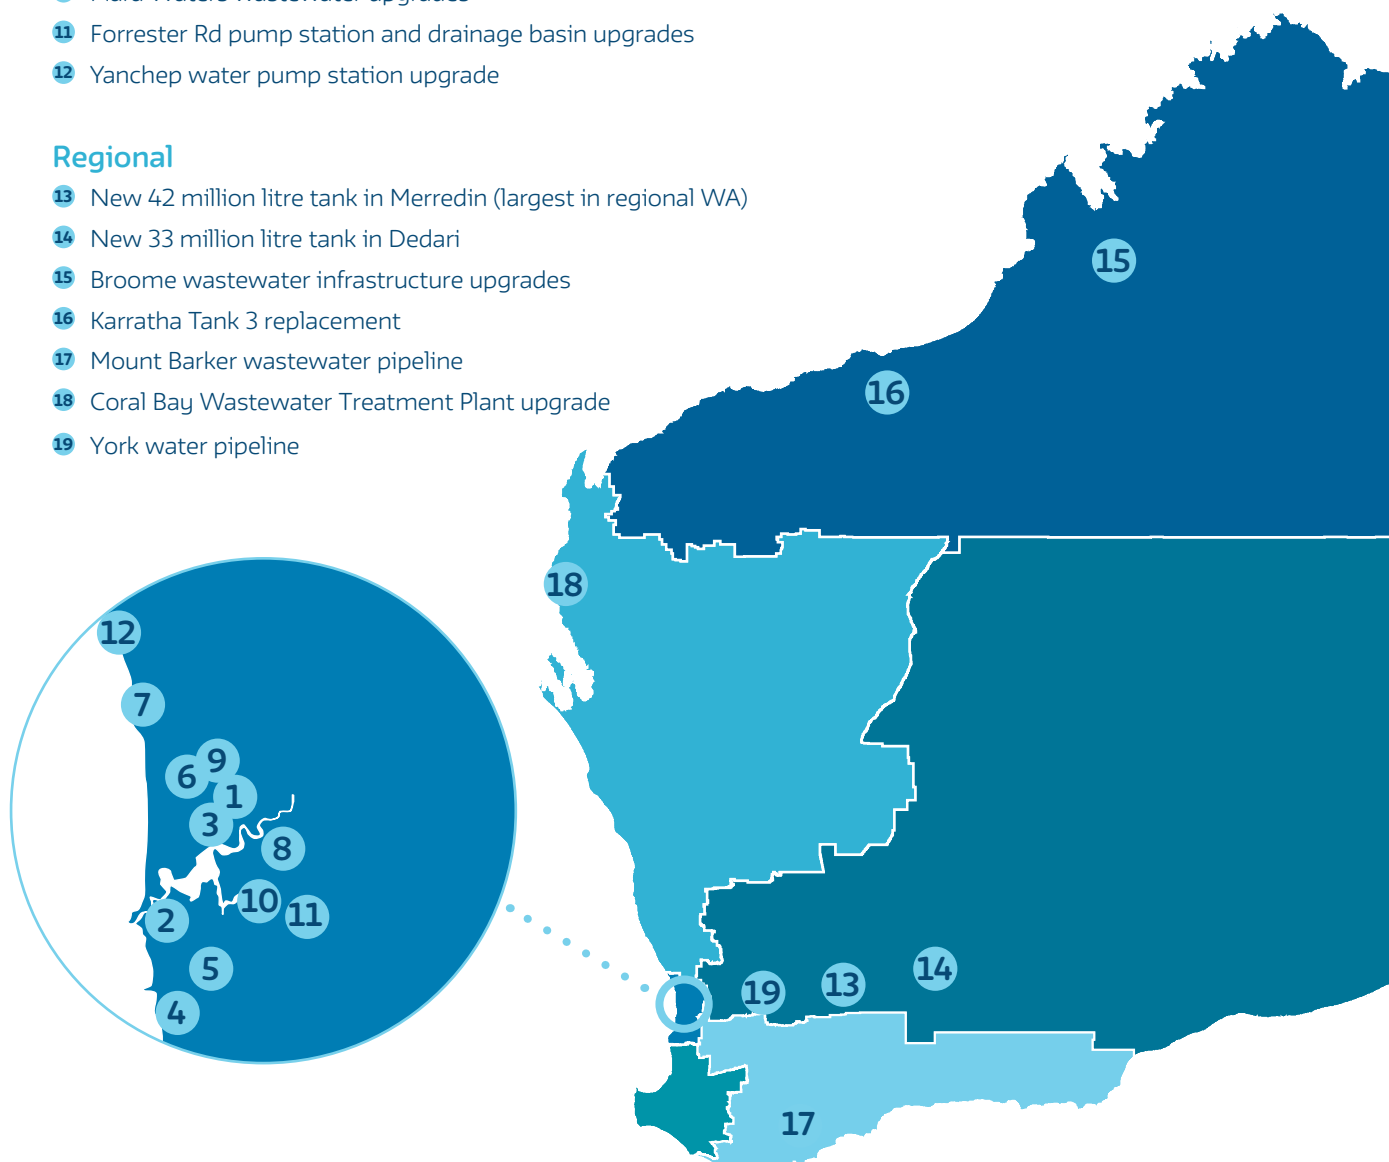 11 Forrester Rd pump station and drainage basin upgrades
12 Yanchep water pump station upgrade
Regional
13 New 42 million litre tank in Merredin (largest in regional WA)
14 New 33 million litre tank in Dedari
15 Broome wastewater infrastructure upgrades
16 Karratha Tank 3 replacement
17 Mount Barker wastewater pipeline
18 Coral Bay Wastewater Treatment Plant upgrade
19 York water pipeline
15
16
18
12
7
9
6
1
3
8
10
11
2
5
4
14
13
19
17